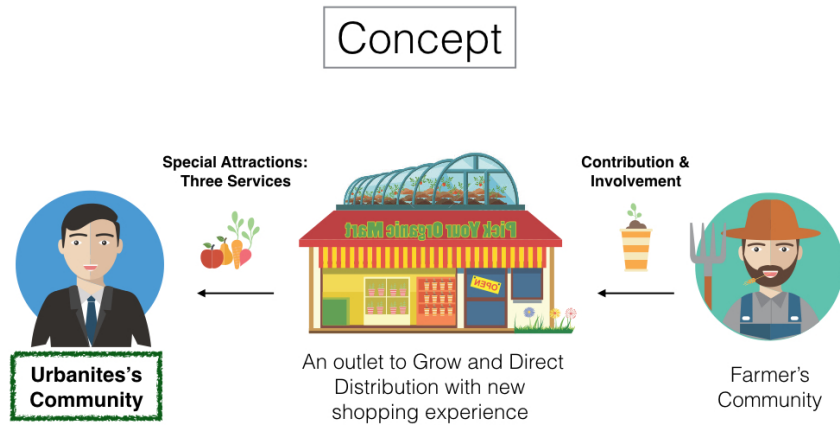 Concept
Special Attractions:
Three Services
Contribution &
Involvement
Pick Your Organic Mart
OPEN
Urbanites's
Community
An outlet to Grow and Direct
Distribution with new
shopping experience
Farmer's
Community